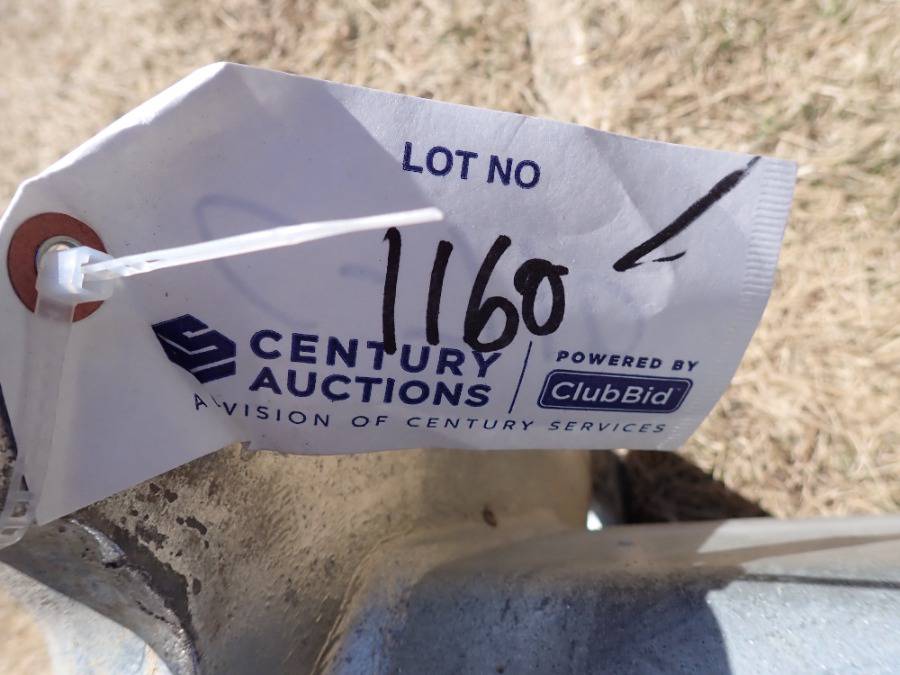 LOT NO
1160
CENTURY
AUCTIONS
A DIVISION OF CENTURY SERVICES
POWERED BY
ClubBid